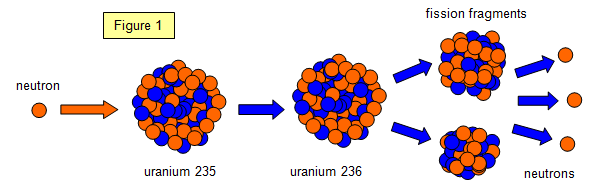 Figure 1
fission fragments
neutron
uranium 235
uranium 236
neutrons